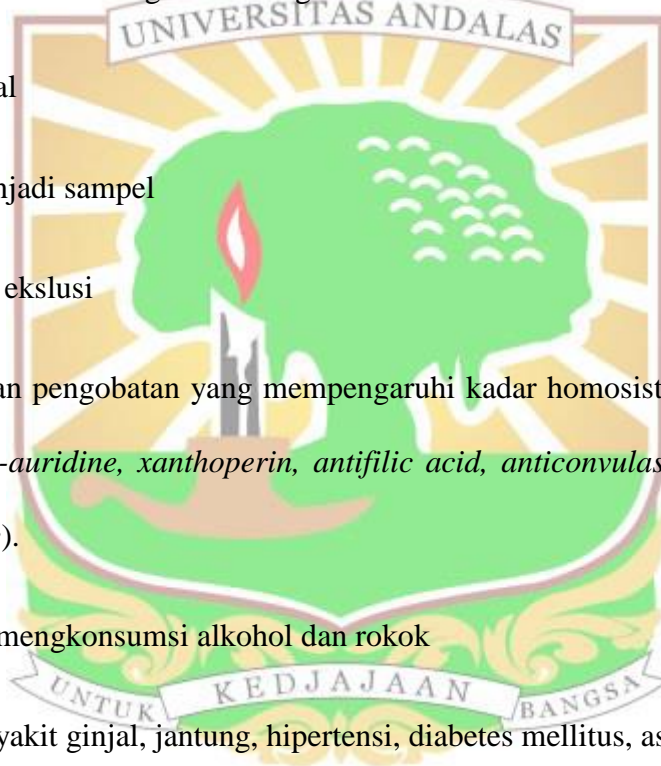 UNIVERSITAS ANDALAS
al
njadi sampel
ekslusi
an pengobatan yang mempengaruhi kadar homosist
-auridine, xanthoperin, antifilic acid, anticonvulas
).
mengkonsumsi alkohol dan rokok
UNTUK KEDJAJAAN BANGSA
yakit ginjal, jantung, hipertensi, diabetes mellitus, as